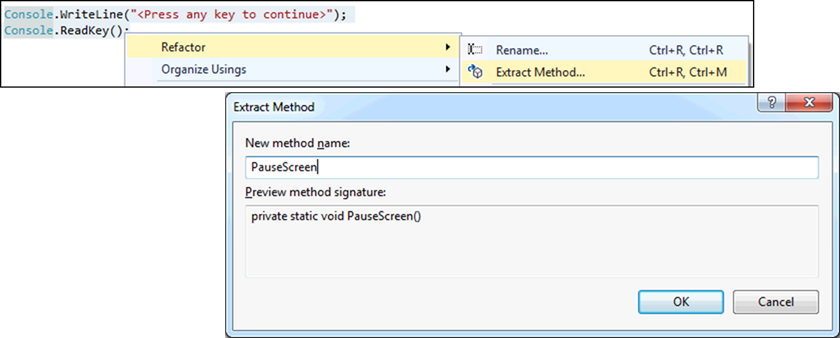 Console.WriteLine("<Press any key to continue>");
Console.ReadKey();
Refactor
Rename... Ctrl+R, Ctrl+R
Organize Usings
Extract Method... Ctrl+R, Ctrl+M
Extract Method
New method name:
PauseScreen
Preview method signature:
private static void PauseScreen()
OK Cancel